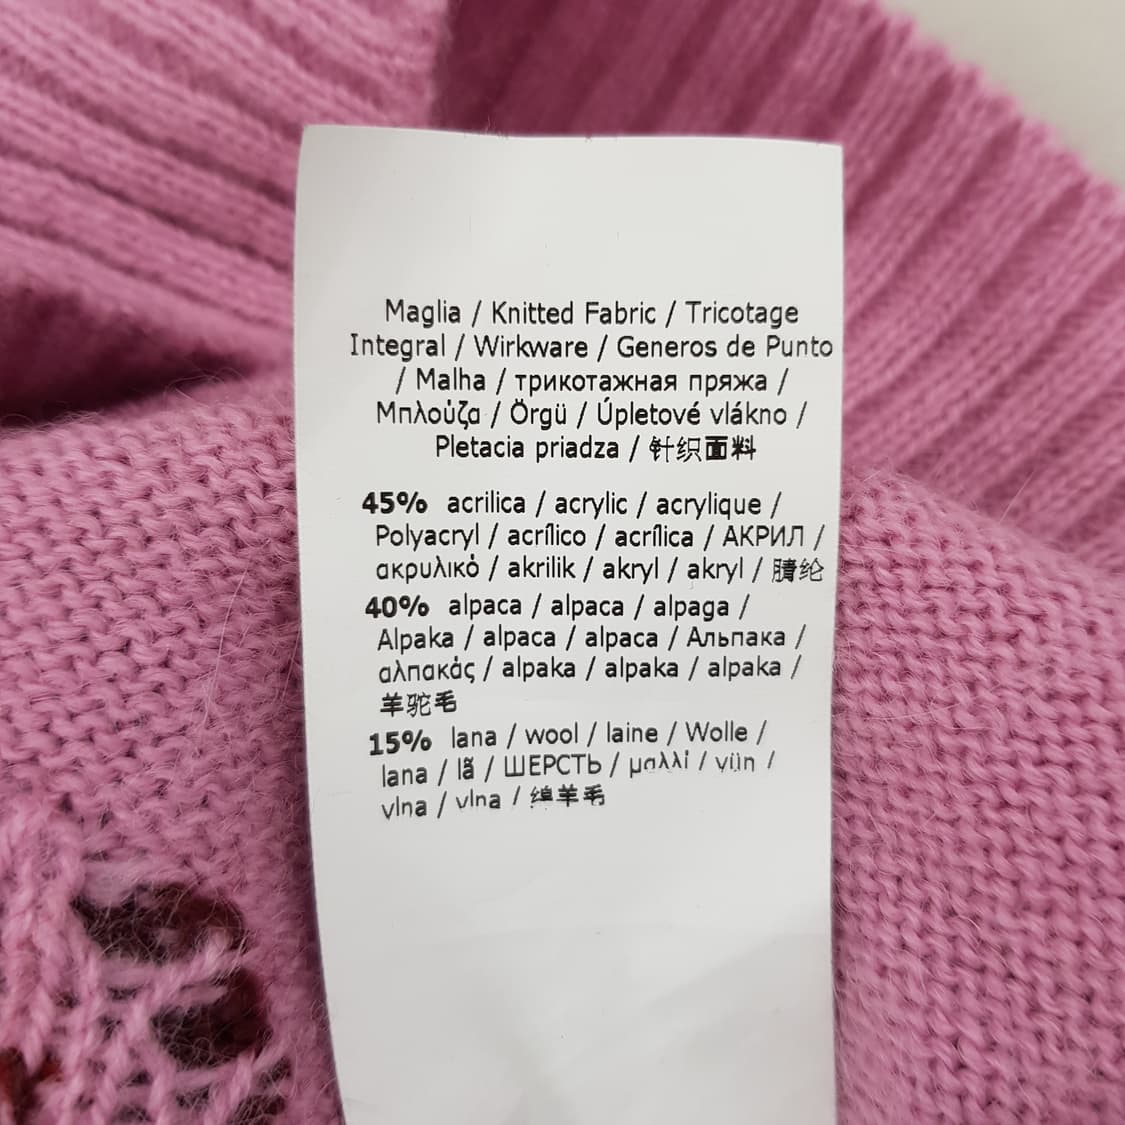 Maglia / Knitted Fabric / Tricotage
Integral / Wirkware / Generos de Punto
/ Malha / трикотажная пряжа /
Μπλούζα / Örgü / Úpletové vlákno /
Pletacia priadza / 针织面料
45% acrilica / acrylic / acrylique /
Polyacryl / acrílico / acrílica / АКРИЛ /
ακρυλικό / akrilik / akryl / akryl / 腈纶
40% alpaca / alpaca / alpaga /
Alpaka / alpaca / alpaca / Альпака /
αλπακάς / alpaka / alpaka / alpaka /
羊驼毛
15% lana / wool / laine / Wolle /
lana / lã / ШЕРСТЬ / μαλλί / yün /
vlna / vlna / 绵羊毛